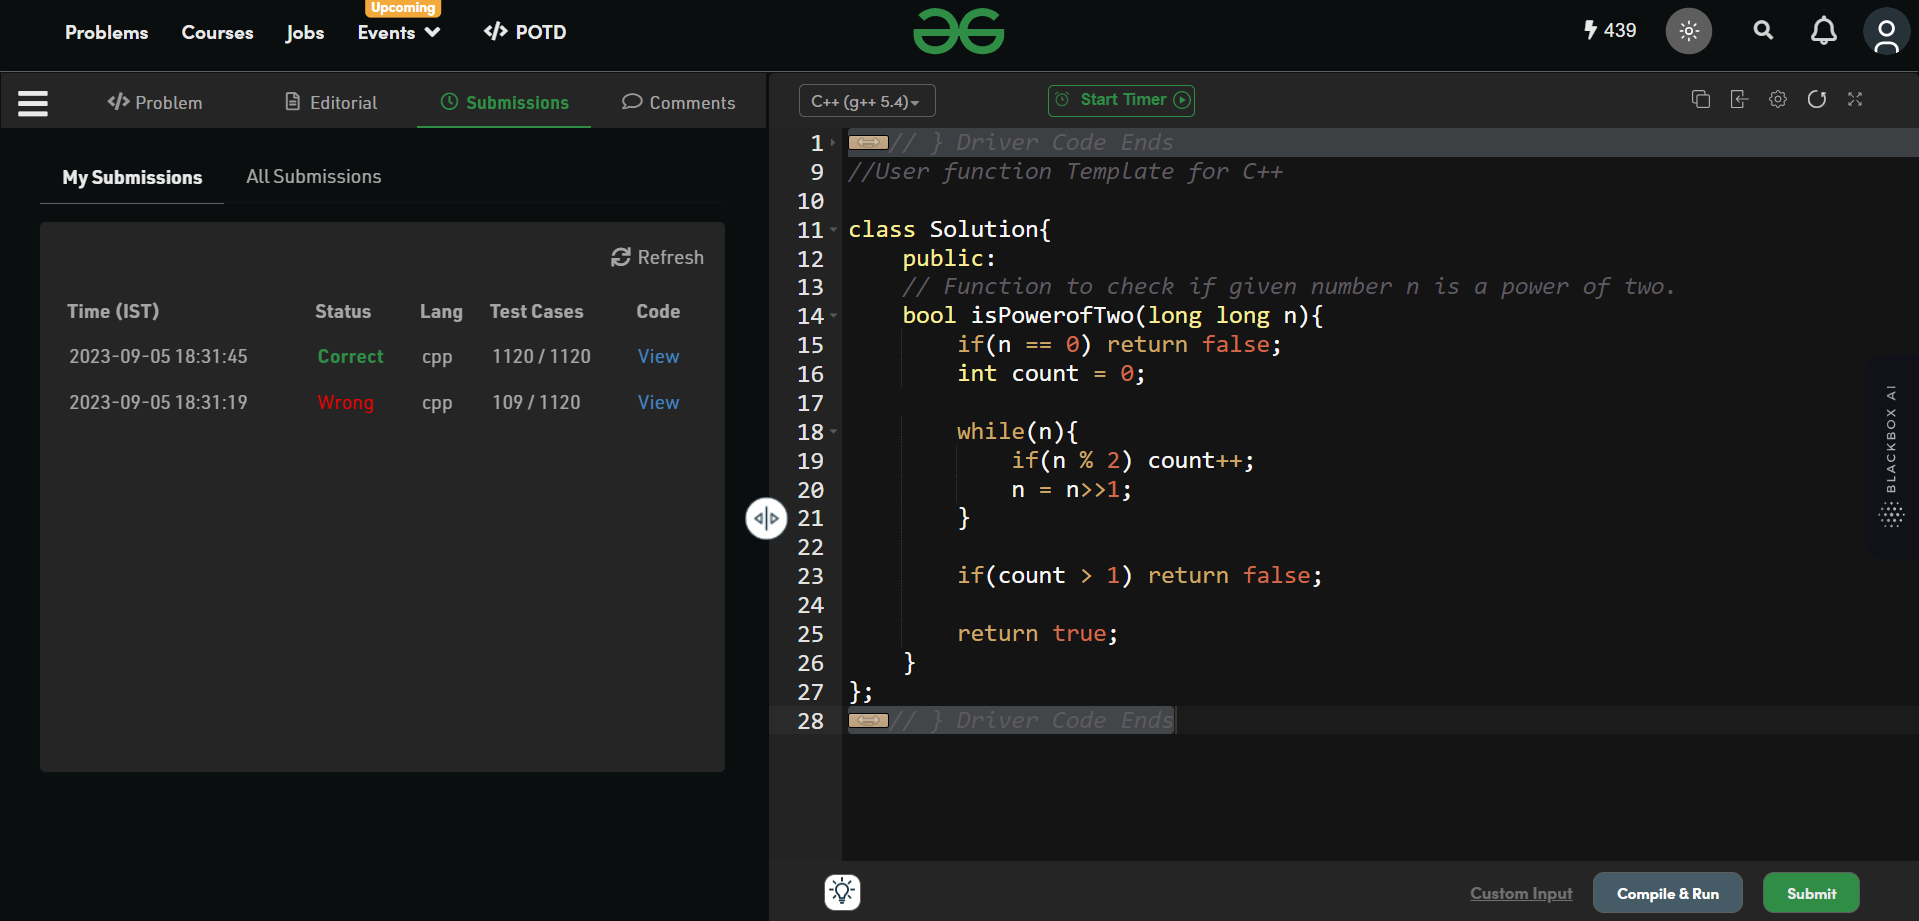 Upcoming
Problems Courses Jobs Events </> POTD 439
Problem Editorial Submissions Comments
My Submissions All Submissions
Refresh
Time (IST) Status Lang Test Cases Code
2023-09-05 18:31:45 Correct cpp 1120 / 1120 View
2023-09-05 18:31:19 Wrong cpp 109 / 1120 View
C++ (g++ 5.4) Start Timer
1 // } Driver Code Ends
9 //User function Template for C++
10
11 class Solution{
12 public:
13 // Function to check if given number n is a power of two.
14 bool isPowerofTwo(long long n){
15 if(n == 0) return false;
16 int count = 0;
17
18 while(n){
19 if(n % 2) count++;
20 n = n>>1;
21 }
22
23 if(count > 1) return false;
24
25 return true;
26 }
27 };
28 // } Driver Code Ends
BLACKBOX AI
Custom Input Compile & Run Submit